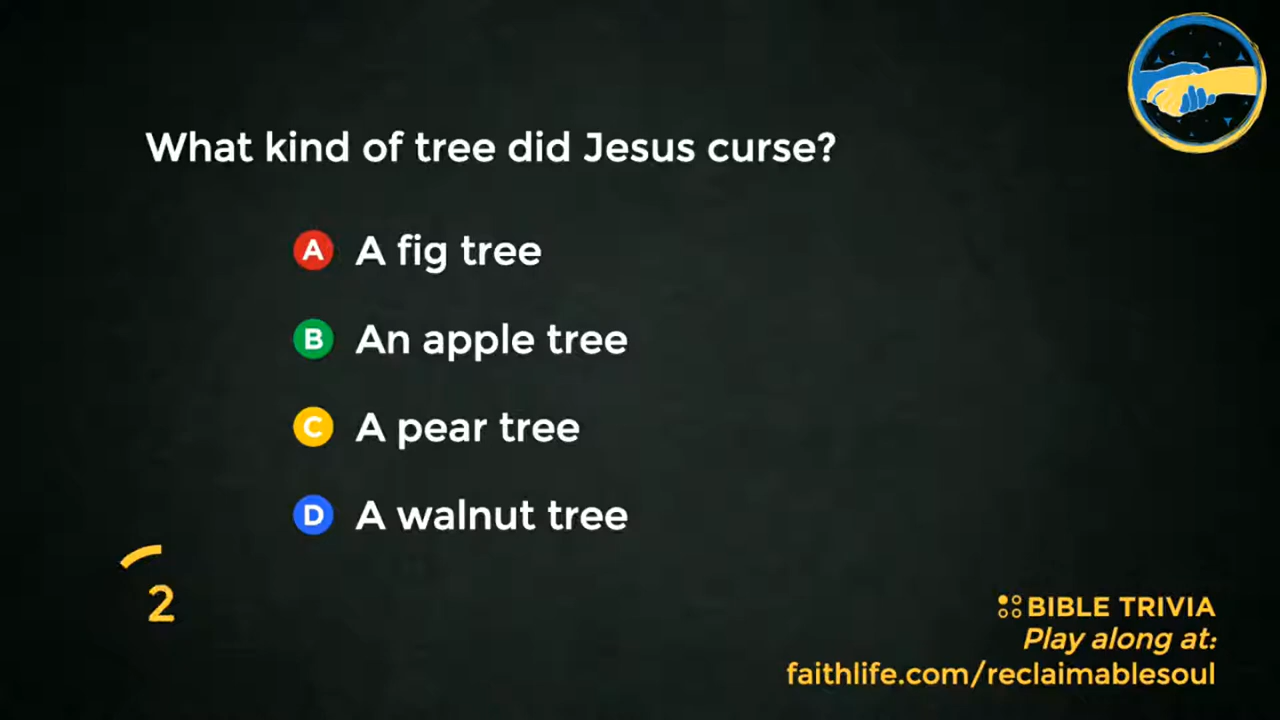 What kind of tree did Jesus curse?
A A fig tree
B An apple tree
C A pear tree
D A walnut tree
2
BIBLE TRIVIA
Play along at:
faithlife.com/reclaimablesoul